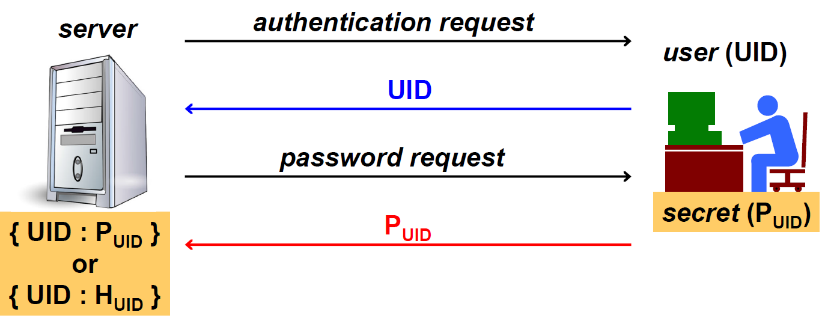 server
authentication request
user (UID)
UID
password request
secret (PUID)
PUID
{ UID : PUID }
or
{ UID : HUID }